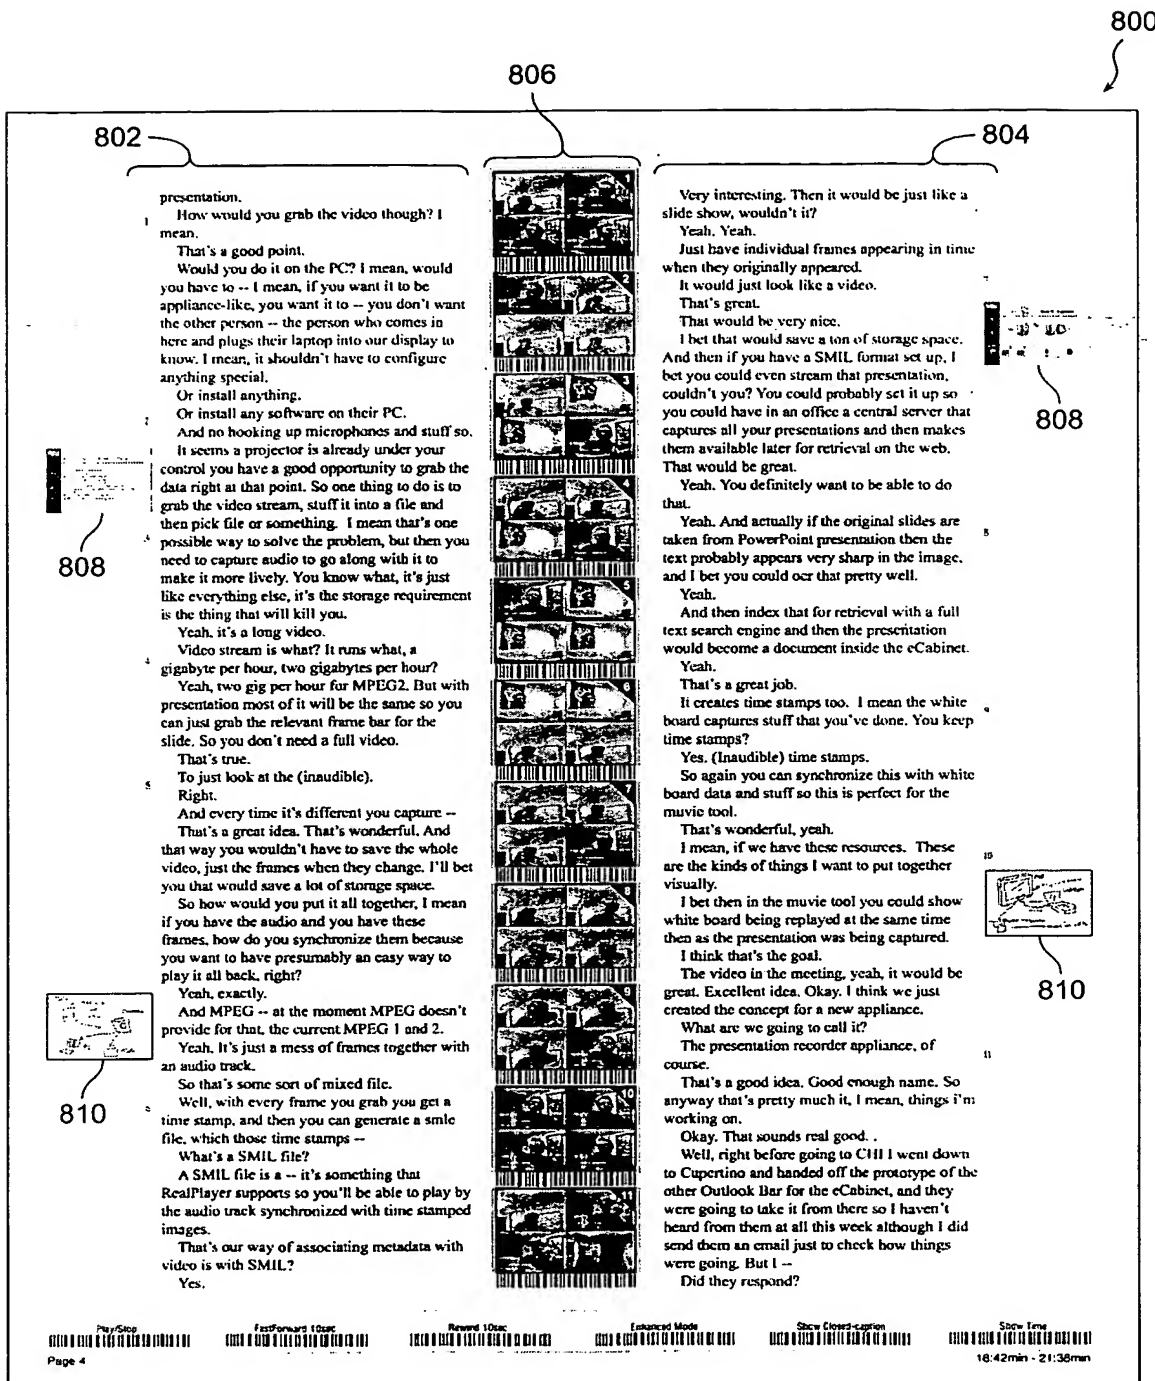 800
806
802
804
presentation.
1
How would you grab the video though? I
mean.
That's a good point.
Would you do it on the PC? I mean, would
you have to -- I mean, if you want it to be
appliance-like, you want it to -- you don't want
the other person -- the person who comes in
here and plugs their laptop into our display to
know. I mean, it shouldn't have to configure
anything special.
Or install anything.
Or install any software on their PC.
And no hooking up microphones and stuff so.
It seems a projector is already under your
control you have a good opportunity to grab the
data right at that point. So one thing to do is to
grab the video stream, stuff it into a file and
then pick file or something. I mean that's one
possible way to solve the problem, but then you
need to capture audio to go along with it to
make it more lively. You know what, it's just
like everything else, it's the storage requirement
is the thing that will kill you.
Yeah, it's a long video.
Video stream is what? It runs what, a
gigabyte per hour, two gigabytes per hour?
Yeah, two gig per hour for MPEG2. But with
presentation most of it will be the same so you
can just grab the relevant frame bar for the
slide. So you don't need a full video.
That's true.
To just look at the (inaudible).
Right.
And every time it's different you capture --
That's a great idea. That's wonderful. And
that way you wouldn't have to save the whole
video, just the frames when they change. I'll bet
you that would save a lot of storage space.
So how would you put it all together, I mean
if you have the audio and you have these
frames, how do you synchronize them because
you want to have presumably an easy way to
play it all back, right?
Yeah, exactly.
And MPEG -- at the moment MPEG doesn't
provide for that, the current MPEG 1 and 2.
Yeah. It's just a mess of frames together with
an audio track.
So that's some sort of mixed file.
Well, with every frame you grab you get a
time stamp, and then you can generate a smle
file, which those time stamps --
What's a SMIL file?
A SMIL file is a -- it's something that
RealPlayer supports so you'll be able to play by
the audio track synchronized with time stamped
images.
That's our way of associating metadata with
video is with SMIL?
Yes.
808
810
1
2
3
4
5
6
7
8
9
10
11
Very interesting. Then it would be just like a
slide show, wouldn't it?
Yeah. Yeah.
Just have individual frames appearing in time
when they originally appeared.
It would just look like a video.
That's great.
That would be very nice.
I bet that would save a ton of storage space.
And then if you have a SMIL format set up, I
bet you could even stream that presentation,
couldn't you? You could probably set it up so
you could have in an office a central server that
captures all your presentations and then makes
them available later for retrieval on the web.
That would be great.
Yeah. You definitely want to be able to do
that.
Yeah. And actually if the original slides are
taken from PowerPoint presentation then the
text probably appears very sharp in the image,
and I bet you could ocr that pretty well.
Yeah.
And then index that for retrieval with a full
text search engine and then the presentation
would become a document inside the eCabinet.
Yeah.
That's a great job.
It creates time stamps too. I mean the white
board captures stuff that you've done. You keep
time stamps?
Yes. (Inaudible) time stamps.
So again you can synchronize this with white
board data and stuff so this is perfect for the
muvie tool.
That's wonderful, yeah.
I mean, if we have these resources. These
are the kinds of things I want to put together
visually.
I bet then in the muvie tool you could show
white board being replayed at the same time
then as the presentation was being captured.
I think that's the goal.
The video in the meeting, yeah, it would be
great. Excellent idea. Okay. I think we just
created the concept for a new appliance.
What are we going to call it?
The presentation recorder appliance, of
course.
11
That's a good idea. Good enough name. So
anyway that's pretty much it, I mean, things i'm
working on.
Okay. That sounds real good. .
Well, right before going to CHI I went down
to Cupertino and handed off the prototype of the
other Outlook Bar for the eCabinet, and they
were going to take it from there so I haven't
heard from them at all this week although I did
send them an email just to check how things
were going. But I --
Did they respond?
808
810
Play/Stop
FastForward 10sec
Rewind 10sec
Enhanced Mode
Show Closed-caption
Show Time
Page 4
18:42min - 21:38min